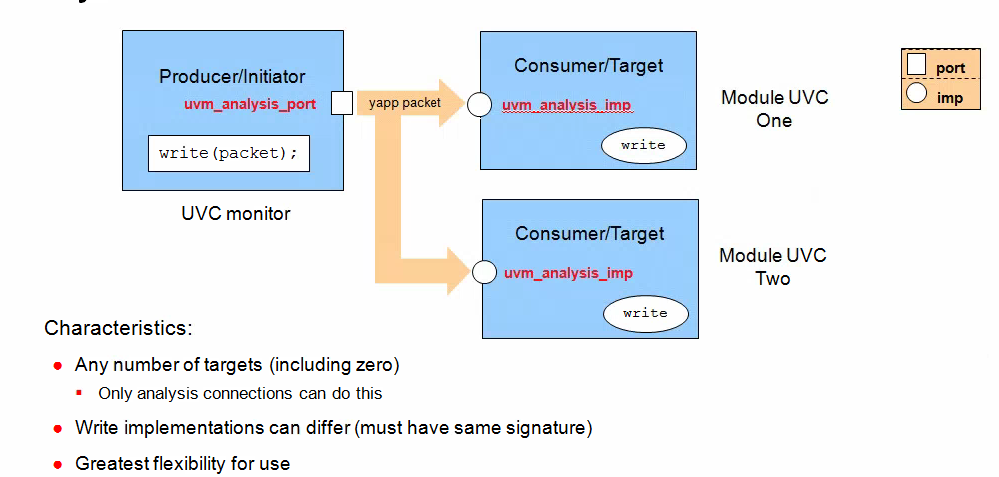 Producer/Initiator
uvm_analysis_port
write(packet);
UVC monitor
yapp packet
Consumer/Target
uvm_analysis_imp
write
Module UVC
One
port
imp
Consumer/Target
uvm_analysis_imp
write
Module UVC
Two
Characteristics:
Any number of targets (including zero)
Only analysis connections can do this
Write implementations can differ (must have same signature)
Greatest flexibility for use